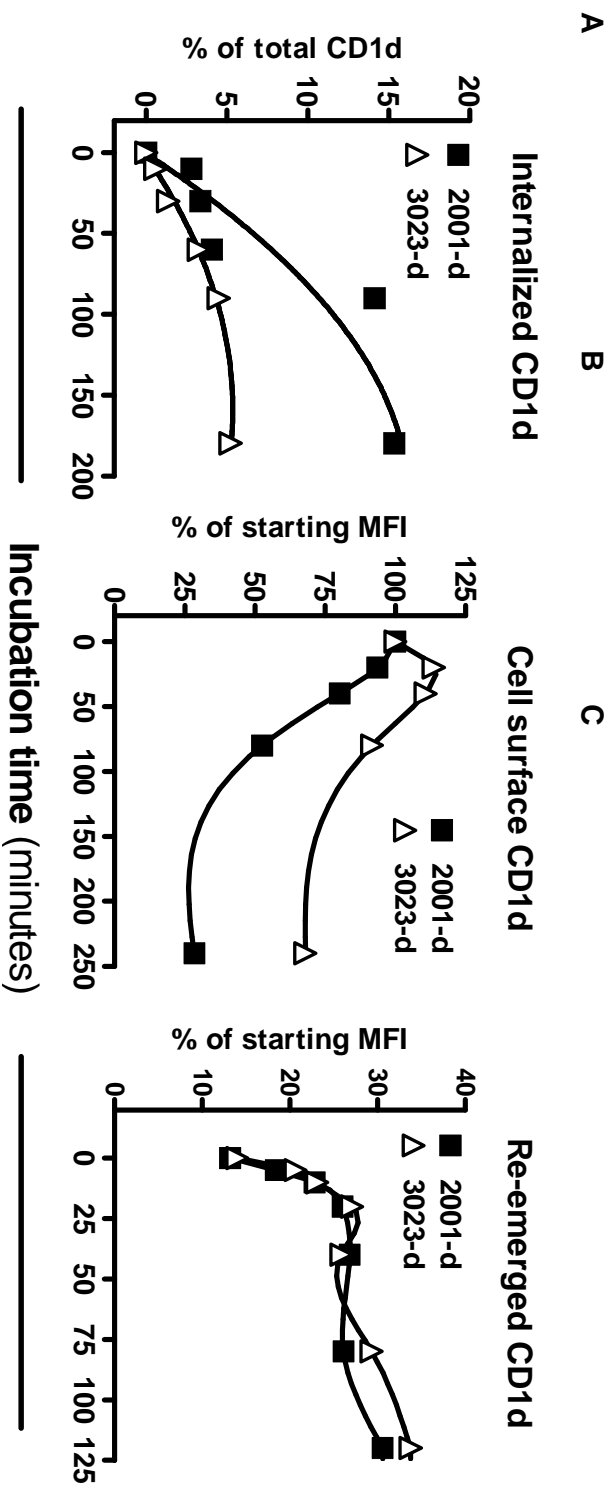 A
B
C
Internalized CD1d
% of total CD1d
20
15
10
5
0
2001-d
3023-d
0 50 100 150 200
Cell surface CD1d
% of starting MFI
125
100
75
50
25
0
2001-d
3023-d
0 50 100 150 200 250
Re-emerged CD1d
% of starting MFI
40
30
20
10
0
2001-d
3023-d
0 25 50 75 100 125
Incubation time (minutes)